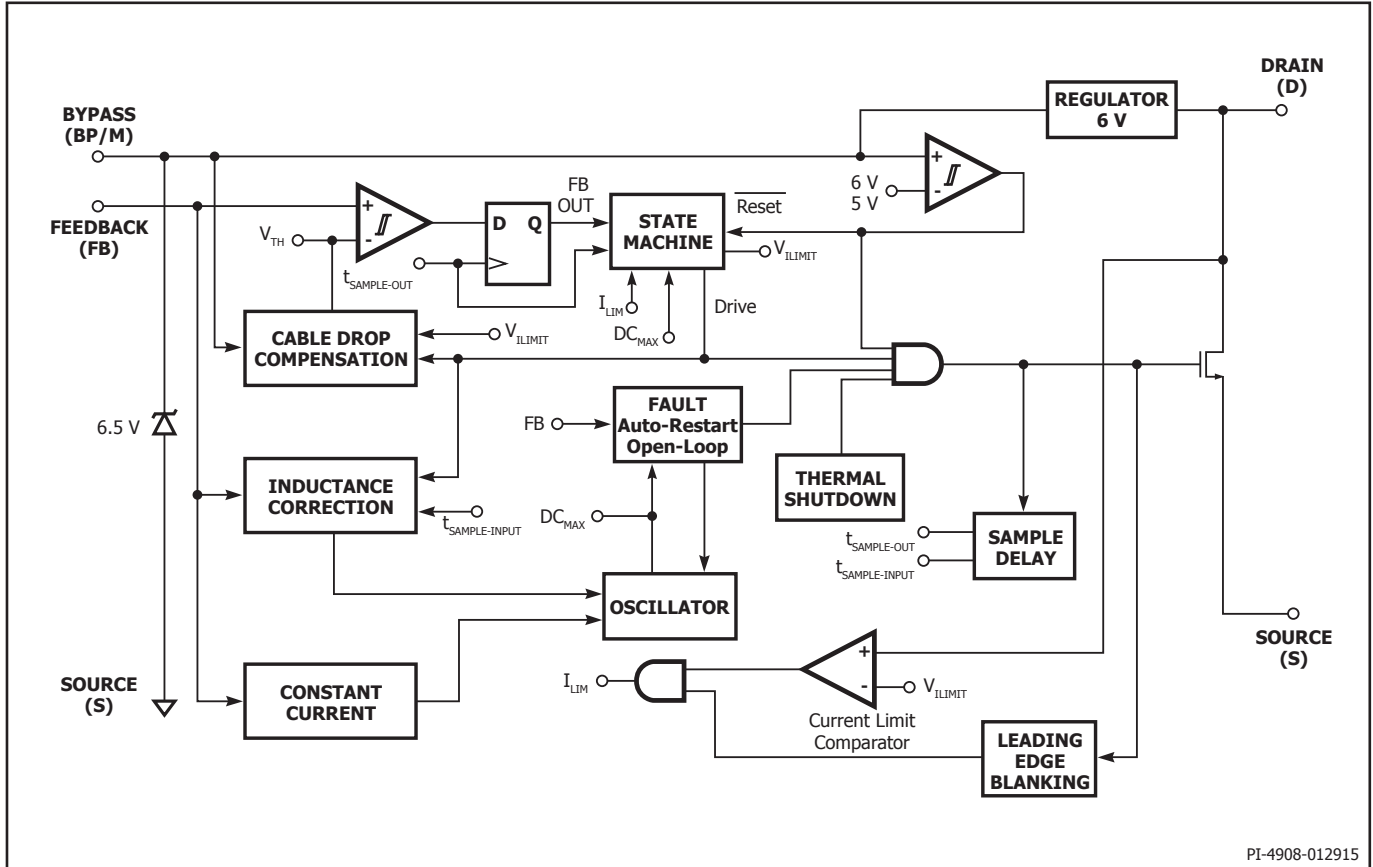 DRAIN
(D)
REGULATOR
6 V
BYPASS
(BP/M)
+
6 V
5 V
-
FB
OUT
Reset
FEEDBACK
(FB)
+
V_TH
-
D Q
STATE
MACHINE
V_ILIMIT
t_SAMPLE-OUT
I_LIM
DC_MAX
Drive
CABLE DROP
COMPENSATION
V_ILIMIT
6.5 V
FB
FAULT
Auto-Restart
Open-Loop
THERMAL
SHUTDOWN
INDUCTANCE
CORRECTION
t_SAMPLE-INPUT
DC_MAX
t_SAMPLE-OUT
t_SAMPLE-INPUT
SAMPLE
DELAY
OSCILLATOR
SOURCE
(S)
SOURCE
(S)
CONSTANT
CURRENT
I_LIM
+
-
V_ILIMIT
Current Limit
Comparator
LEADING
EDGE
BLANKING
PI-4908-012915